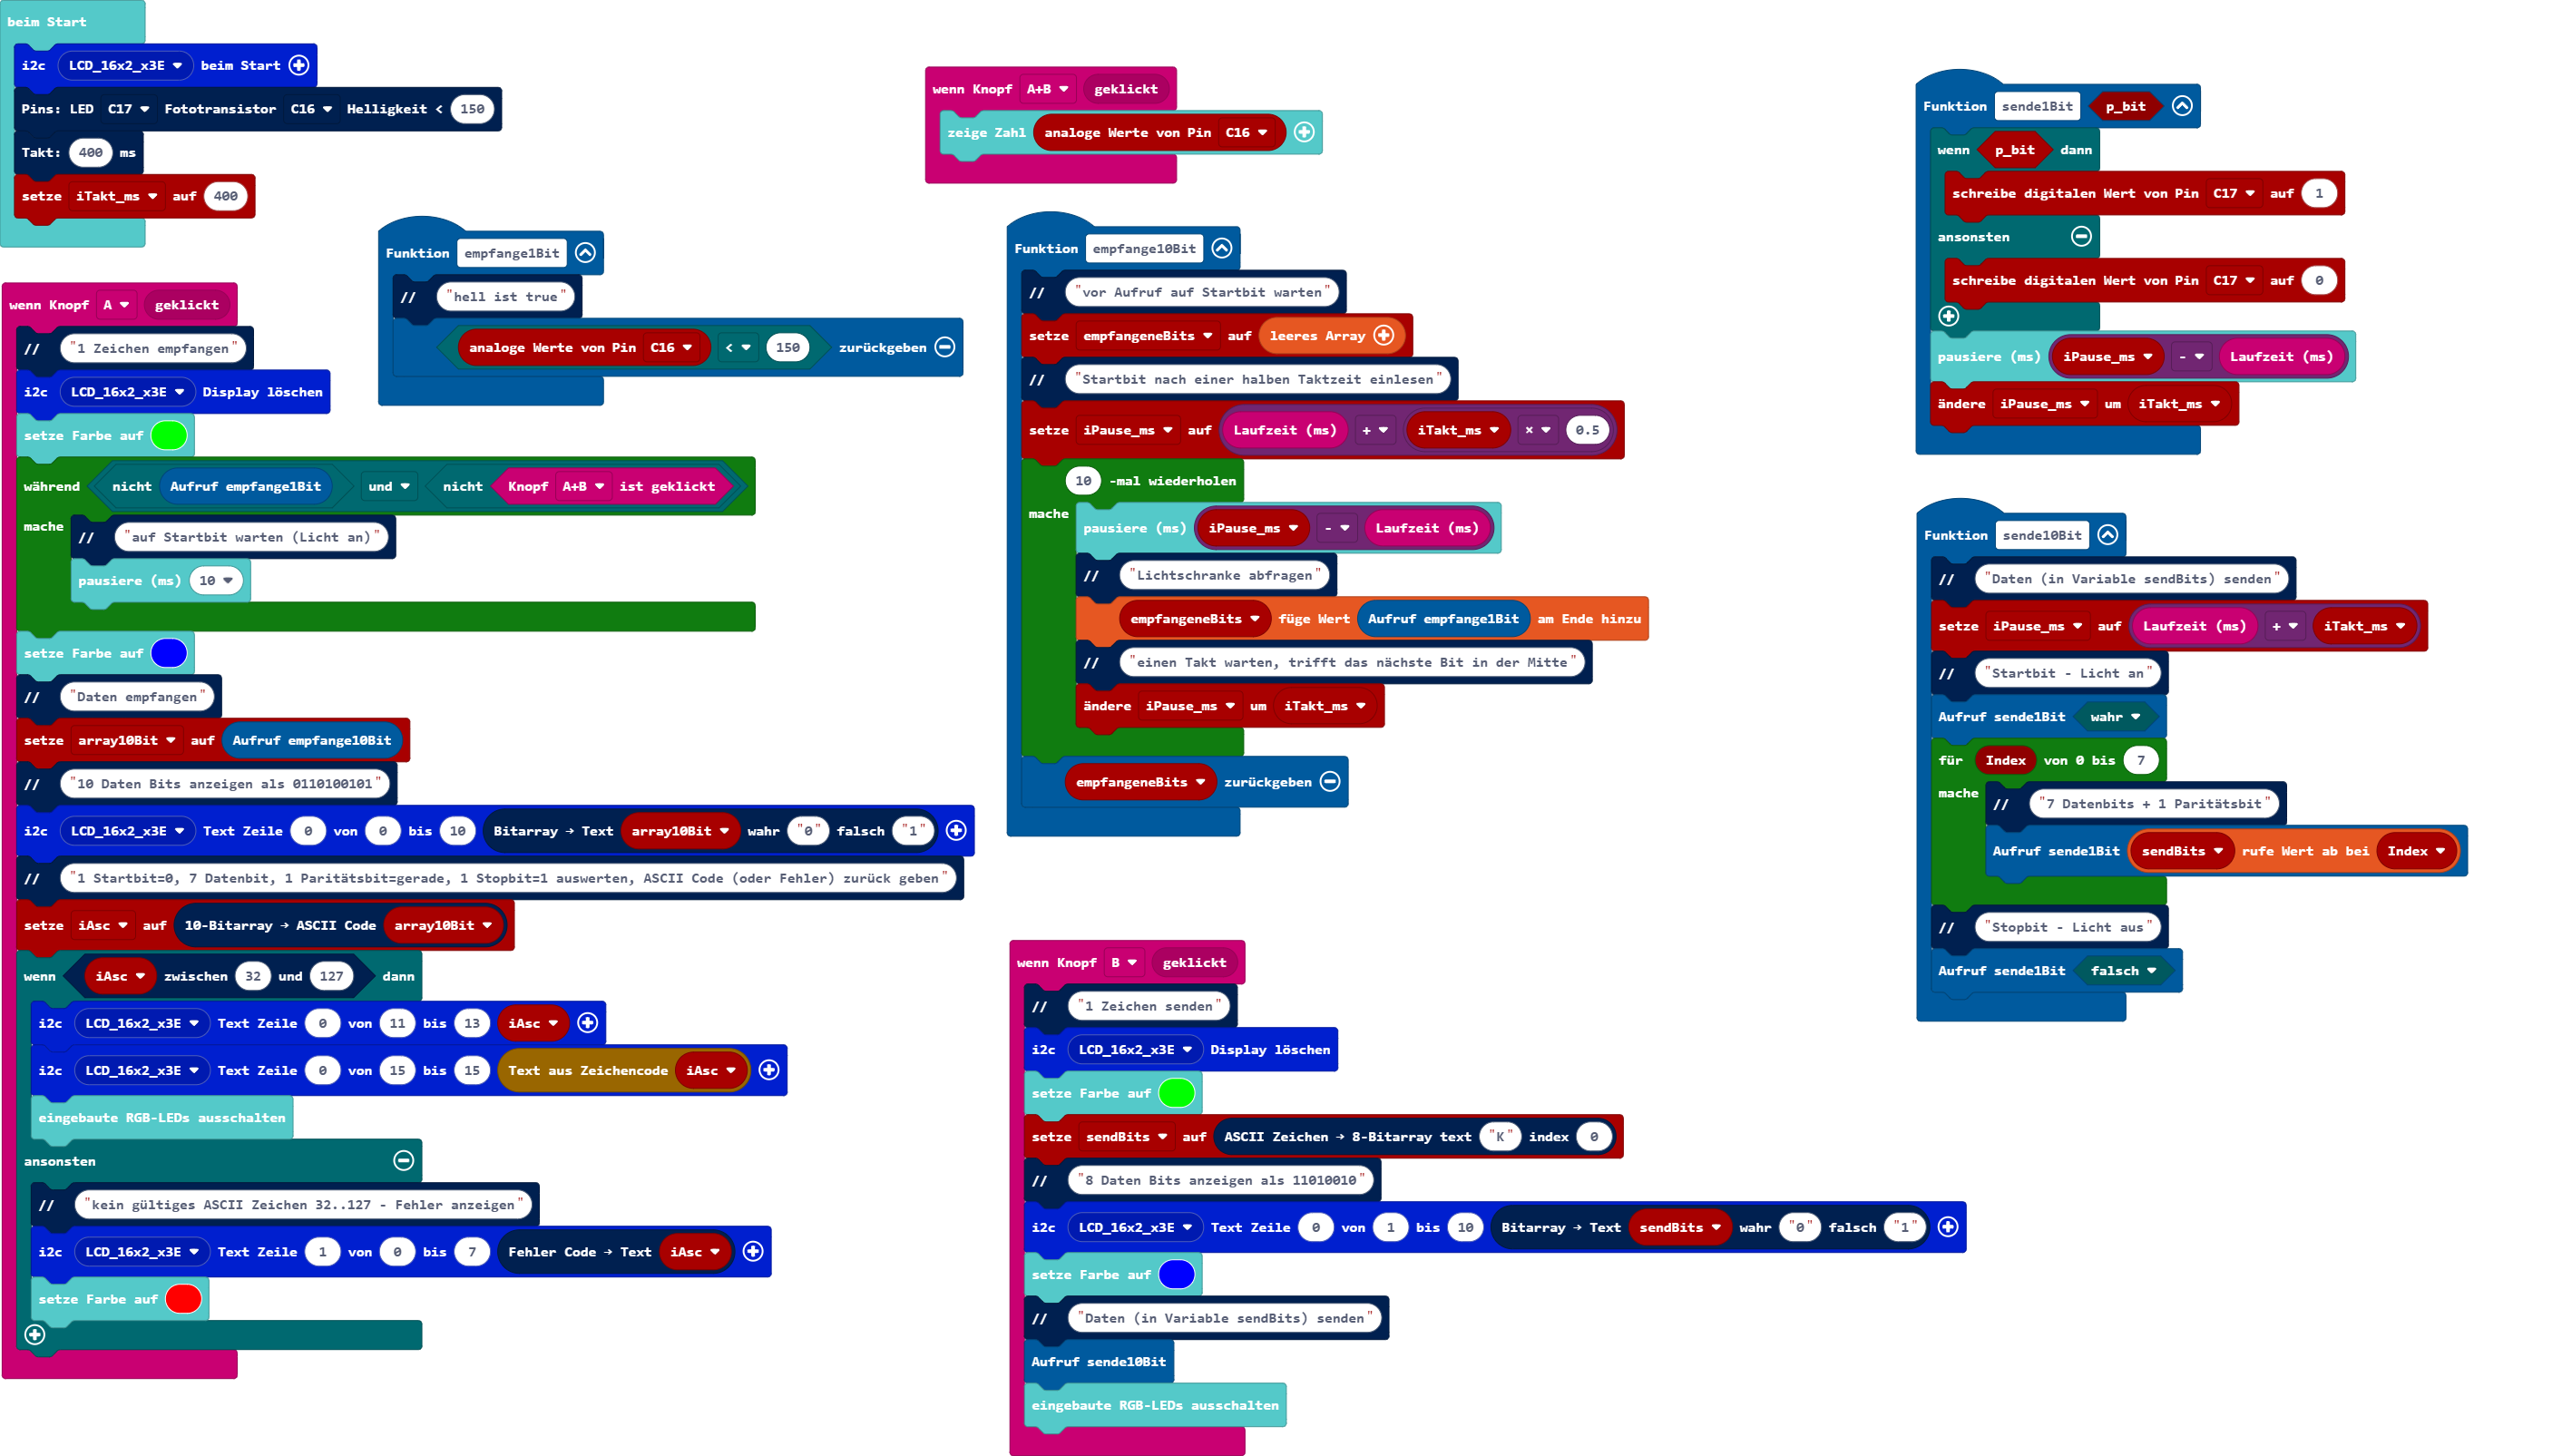 beim Start
i2c LCD_16x2_x3E beim Start
Pins: LED C17 Fototransistor C16 Helligkeit < 150
Takt: 400 ms
setze iTakt_ms auf 400
wenn Knopf A geklickt
// "1 Zeichen empfangen"
i2c LCD_16x2_x3E Display löschen
setze Farbe auf
während nicht Aufruf empfange1Bit und nicht Knopf A+B ist geklickt
mache // "auf Startbit warten (Licht an)"
pausiere (ms) 10
setze Farbe auf
// "Daten empfangen"
setze array10Bit auf Aufruf empfange10Bit
// "10 Daten Bits anzeigen als 0110100101"
i2c LCD_16x2_x3E Text Zeile 0 von 0 bis 10 Bitarray → Text array10Bit wahr "0" falsch "1"
// "1 Startbit=0, 7 Datenbit, 1 Paritätsbit=gerade, 1 Stopbit=1 auswerten, ASCII Code (oder Fehler) zurück geben"
setze iAsc auf 10-Bitarray → ASCII Code array10Bit
wenn iAsc zwischen 32 und 127 dann
i2c LCD_16x2_x3E Text Zeile 0 von 11 bis 13 iAsc
i2c LCD_16x2_x3E Text Zeile 0 von 15 bis 15 Text aus Zeichencode iAsc
eingebaute RGB-LEDs ausschalten
ansonsten
// "kein gültiges ASCII Zeichen 32..127 - Fehler anzeigen"
i2c LCD_16x2_x3E Text Zeile 1 von 0 bis 7 Fehler Code → Text iAsc
setze Farbe auf
Funktion empfange1Bit
// "hell ist true"
analoge Werte von Pin C16 < 150 zurückgeben
wenn Knopf A+B geklickt
zeige Zahl analoge Werte von Pin C16
Funktion empfange10Bit
// "vor Aufruf auf Startbit warten"
setze empfangeneBits auf leeres Array
// "Startbit nach einer halben Taktzeit einlesen"
setze iPause_ms auf Laufzeit (ms) + iTakt_ms × 0.5
10 -mal wiederholen
mache pausiere (ms) iPause_ms - Laufzeit (ms)
// "Lichtschranke abfragen"
empfangeneBits füge Wert Aufruf empfange1Bit am Ende hinzu
// "einen Takt warten, trifft das nächste Bit in der Mitte"
ändere iPause_ms um iTakt_ms
empfangeneBits zurückgeben
wenn Knopf B geklickt
// "1 Zeichen senden"
i2c LCD_16x2_x3E Display löschen
setze Farbe auf
setze sendBits auf ASCII Zeichen → 8-Bitarray text "K" index 0
// "8 Daten Bits anzeigen als 11010010"
i2c LCD_16x2_x3E Text Zeile 0 von 1 bis 10 Bitarray → Text sendBits wahr "0" falsch "1"
setze Farbe auf
// "Daten (in Variable sendBits) senden"
Aufruf sende10Bit
eingebaute RGB-LEDs ausschalten
Funktion sende1Bit p_bit
wenn p_bit dann
schreibe digitalen Wert von Pin C17 auf 1
ansonsten
schreibe digitalen Wert von Pin C17 auf 0
pausiere (ms) iPause_ms - Laufzeit (ms)
ändere iPause_ms um iTakt_ms
Funktion sende10Bit
// "Daten (in Variable sendBits) senden"
setze iPause_ms auf Laufzeit (ms) + iTakt_ms
// "Startbit - Licht an"
Aufruf sende1Bit wahr
für Index von 0 bis 7
mache // "7 Datenbits + 1 Paritätsbit"
Aufruf sende1Bit sendBits rufe Wert ab bei Index
// "Stopbit - Licht aus"
Aufruf sende1Bit falsch